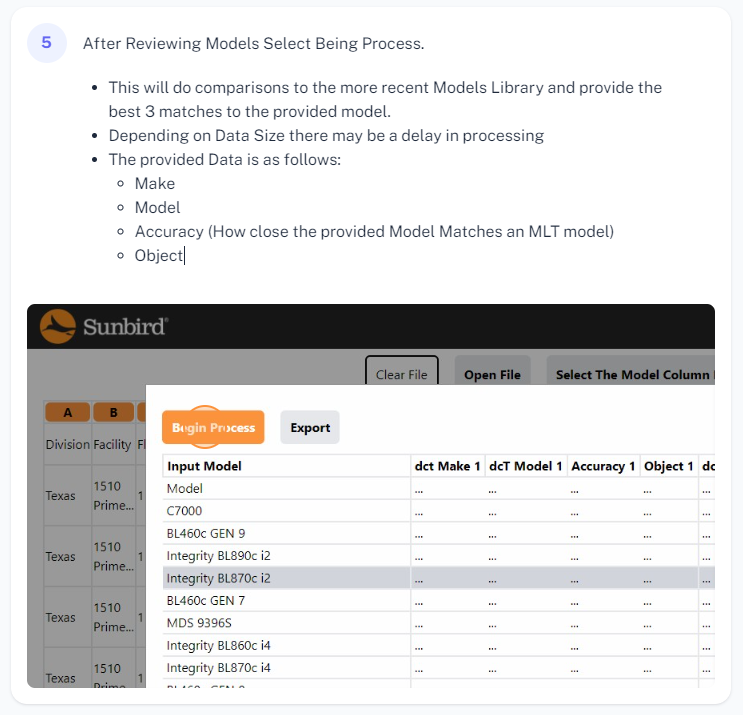 5
After Reviewing Models Select Being Process.
This will do comparisons to the more recent Models Library and provide the
best 3 matches to the provided model.
Depending on Data Size there may be a delay in processing
The provided Data is as follows:
Make
Model
Accuracy (How close the provided Model Matches an MLT model)
Object
Sunbird®
Clear File Open File Select The Model Column
A B
Division Facility Fl
Begin Process Export
Input Model dct Make 1 dcT Model 1 Accuracy 1 Object 1 dc
Model ... ... ... ... ...
C7000 ... ... ... ... ...
BL460c GEN 9 ... ... ... ... ...
Integrity BL890c i2 ... ... ... ... ...
Integrity BL870c i2 ... ... ... ... ...
BL460c GEN 7 ... ... ... ... ...
MDS 9396S ... ... ... ... ...
Integrity BL860c i4 ... ... ... ... ...
Integrity BL870c i4 ... ... ... ... ...
Texas 1510 Prime... 1
Texas 1510 Prime... 1
Texas 1510 Prime... 1
Texas 1510 1